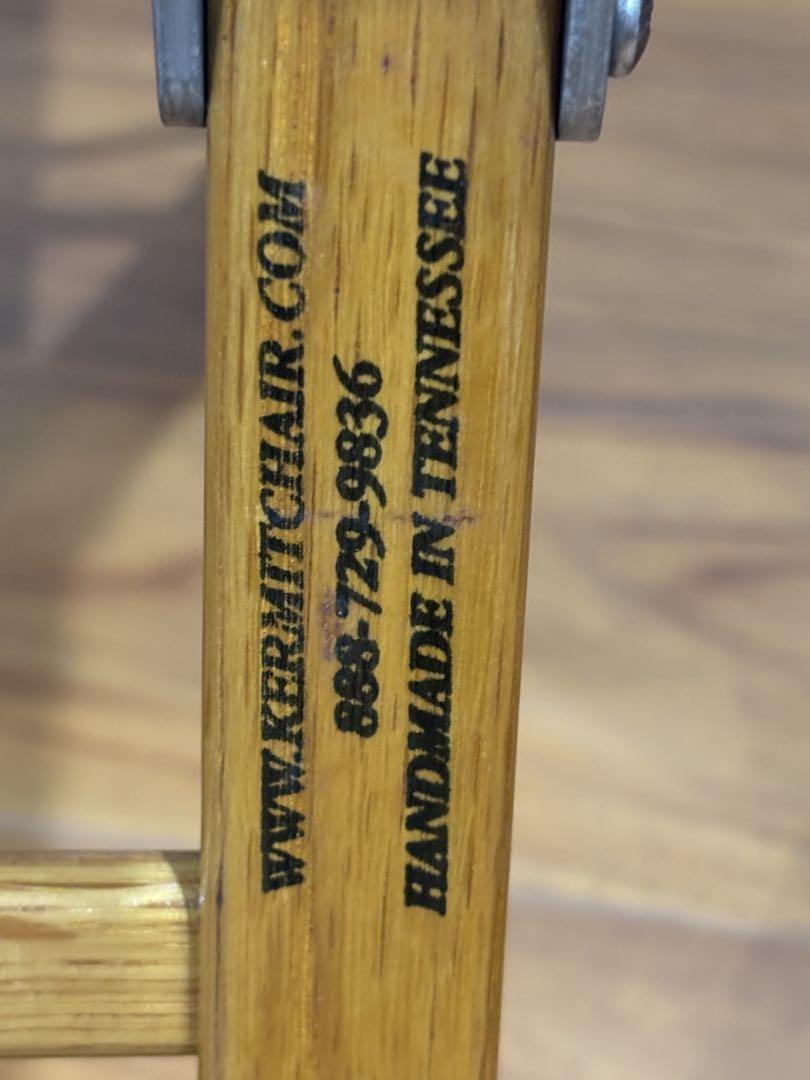 WWW.KERMITCHAIR.COM
888-729-9836
HANDMADE IN TENNESSEE